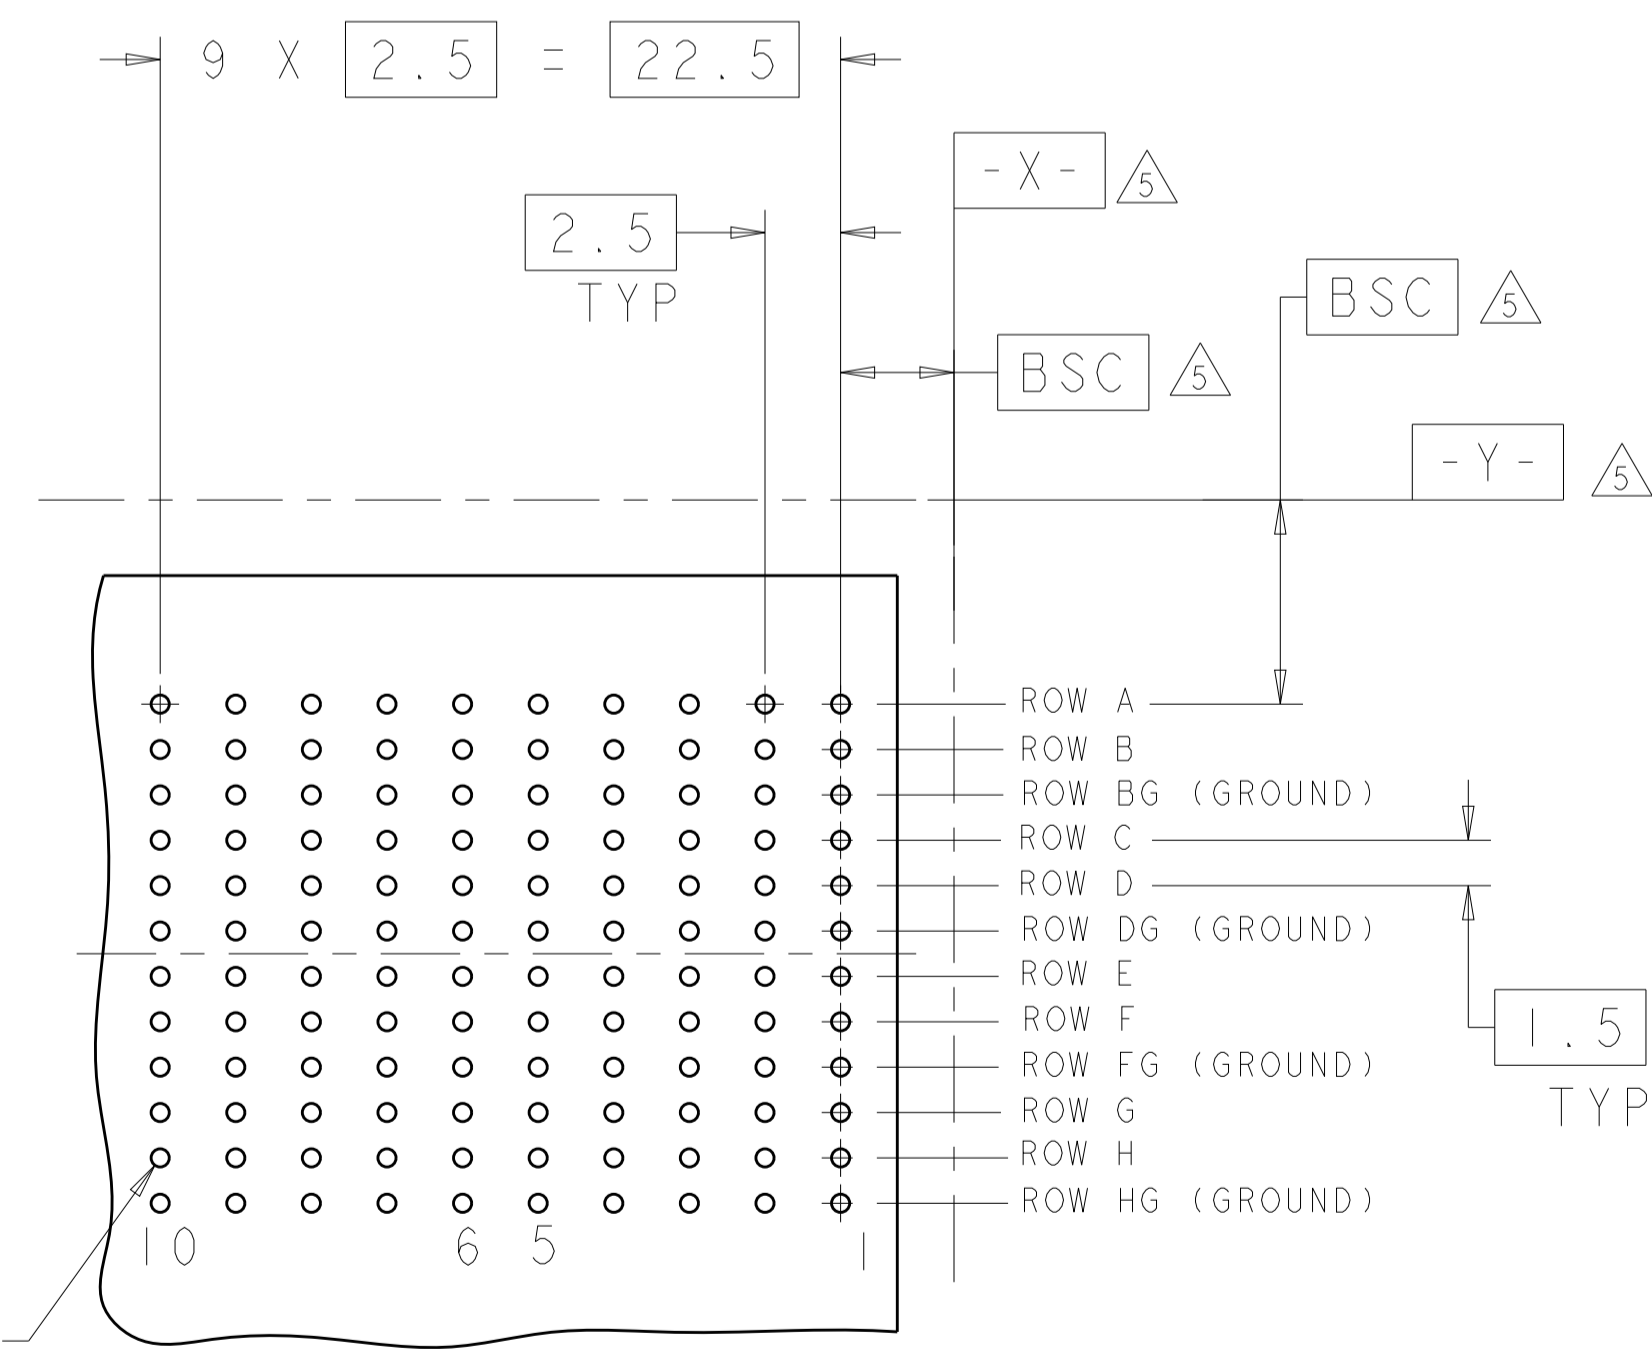 9 X 2.5 = 22.5
-X- 5
2.5
TYP
BSC 5
BSC 5
-Y- 5
ROW A
ROW B
ROW BG (GROUND)
ROW C
ROW D
ROW DG (GROUND)
ROW E
ROW F
ROW FG (GROUND)
ROW G
ROW H
ROW HG (GROUND)
1.5
TYP
10 6 5 1